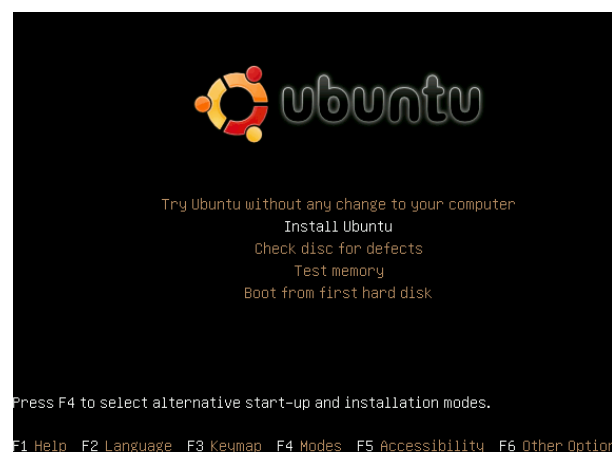 ubuntu
Try Ubuntu without any change to your computer
Install Ubuntu
Check disc for defects
Test memory
Boot from first hard disk
Press F4 to select alternative start-up and installation modes.
F1 Help F2 Language F3 Keymap F4 Modes F5 Accessibility F6 Other Option